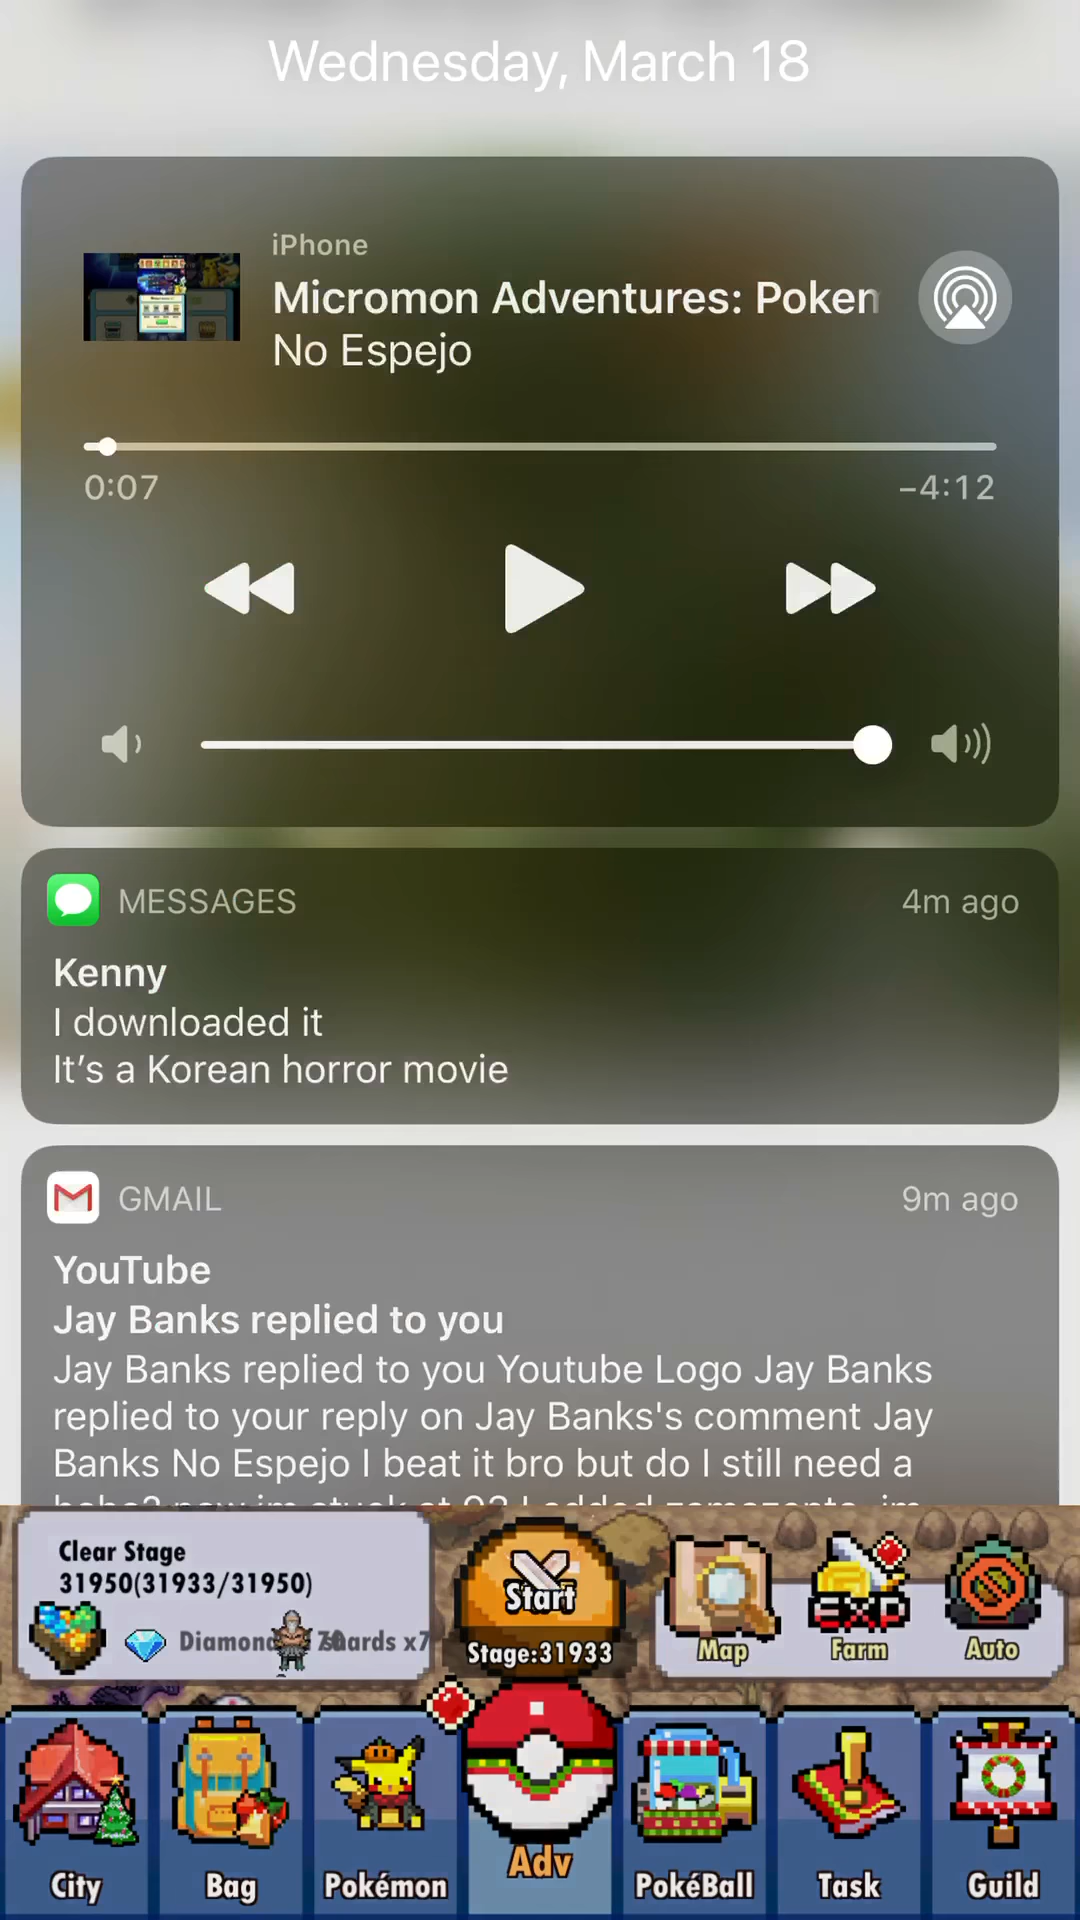 Wednesday, March 18
iPhone
Micromon Adventures: Poken
No Espejo
0:07
−4:12
MESSAGES
4m ago
Kenny
I downloaded it
It’s a Korean horror movie
GMAIL
9m ago
YouTube
Jay Banks replied to you
Jay Banks replied to you Youtube Logo Jay Banks
replied to your reply on Jay Banks's comment Jay
Banks No Espejo I beat it bro but do I still need a
Clear Stage
31950(31933/31950)
Start
Stage:31933
EXP
Map
Farm
Auto
City
Bag
Pokémon
Adv
PokéBall
Task
Guild